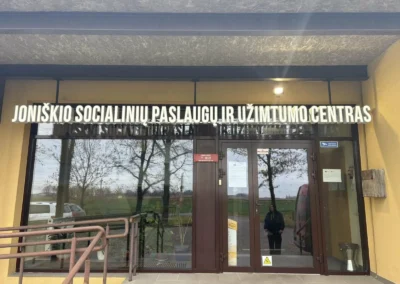 JONIŠKIO SOCIALINIŲ PASLAUGŲ IR UŽIMTUMO CENTRAS